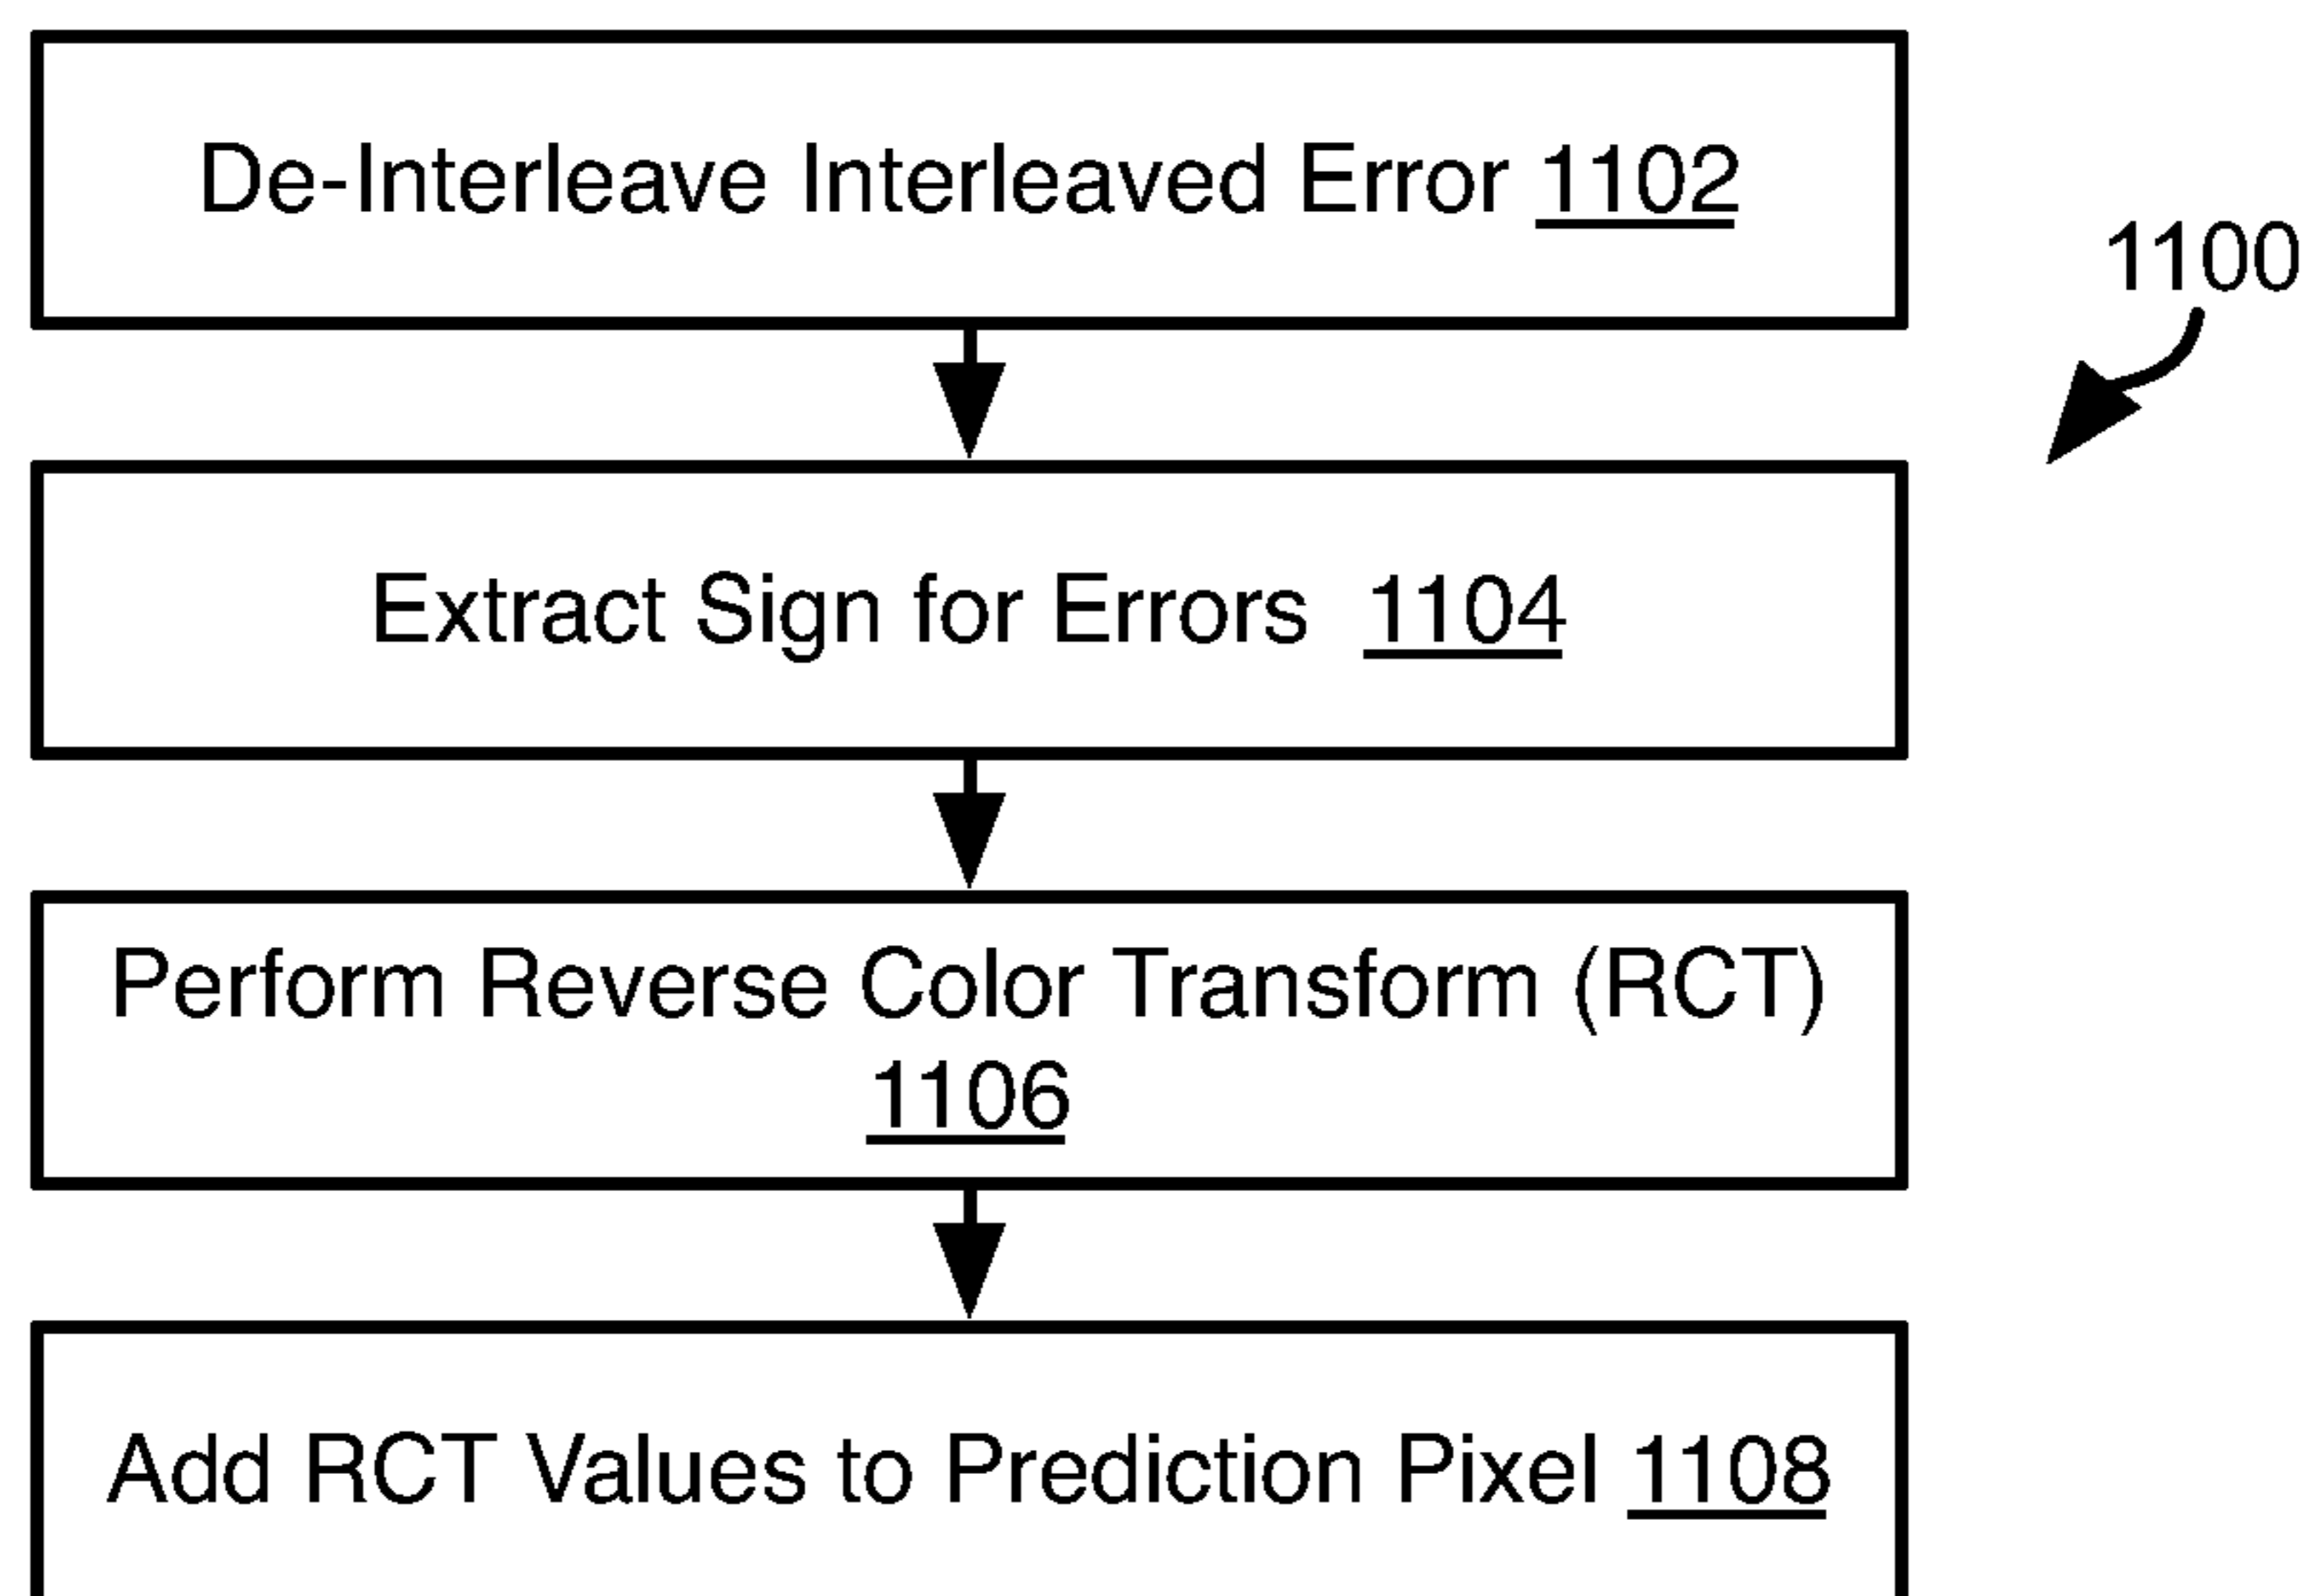 De-Interleave Interleaved Error 1102
1100
Extract Sign for Errors 1104
Perform Reverse Color Transform (RCT)
1106
Add RCT Values to Prediction Pixel 1108